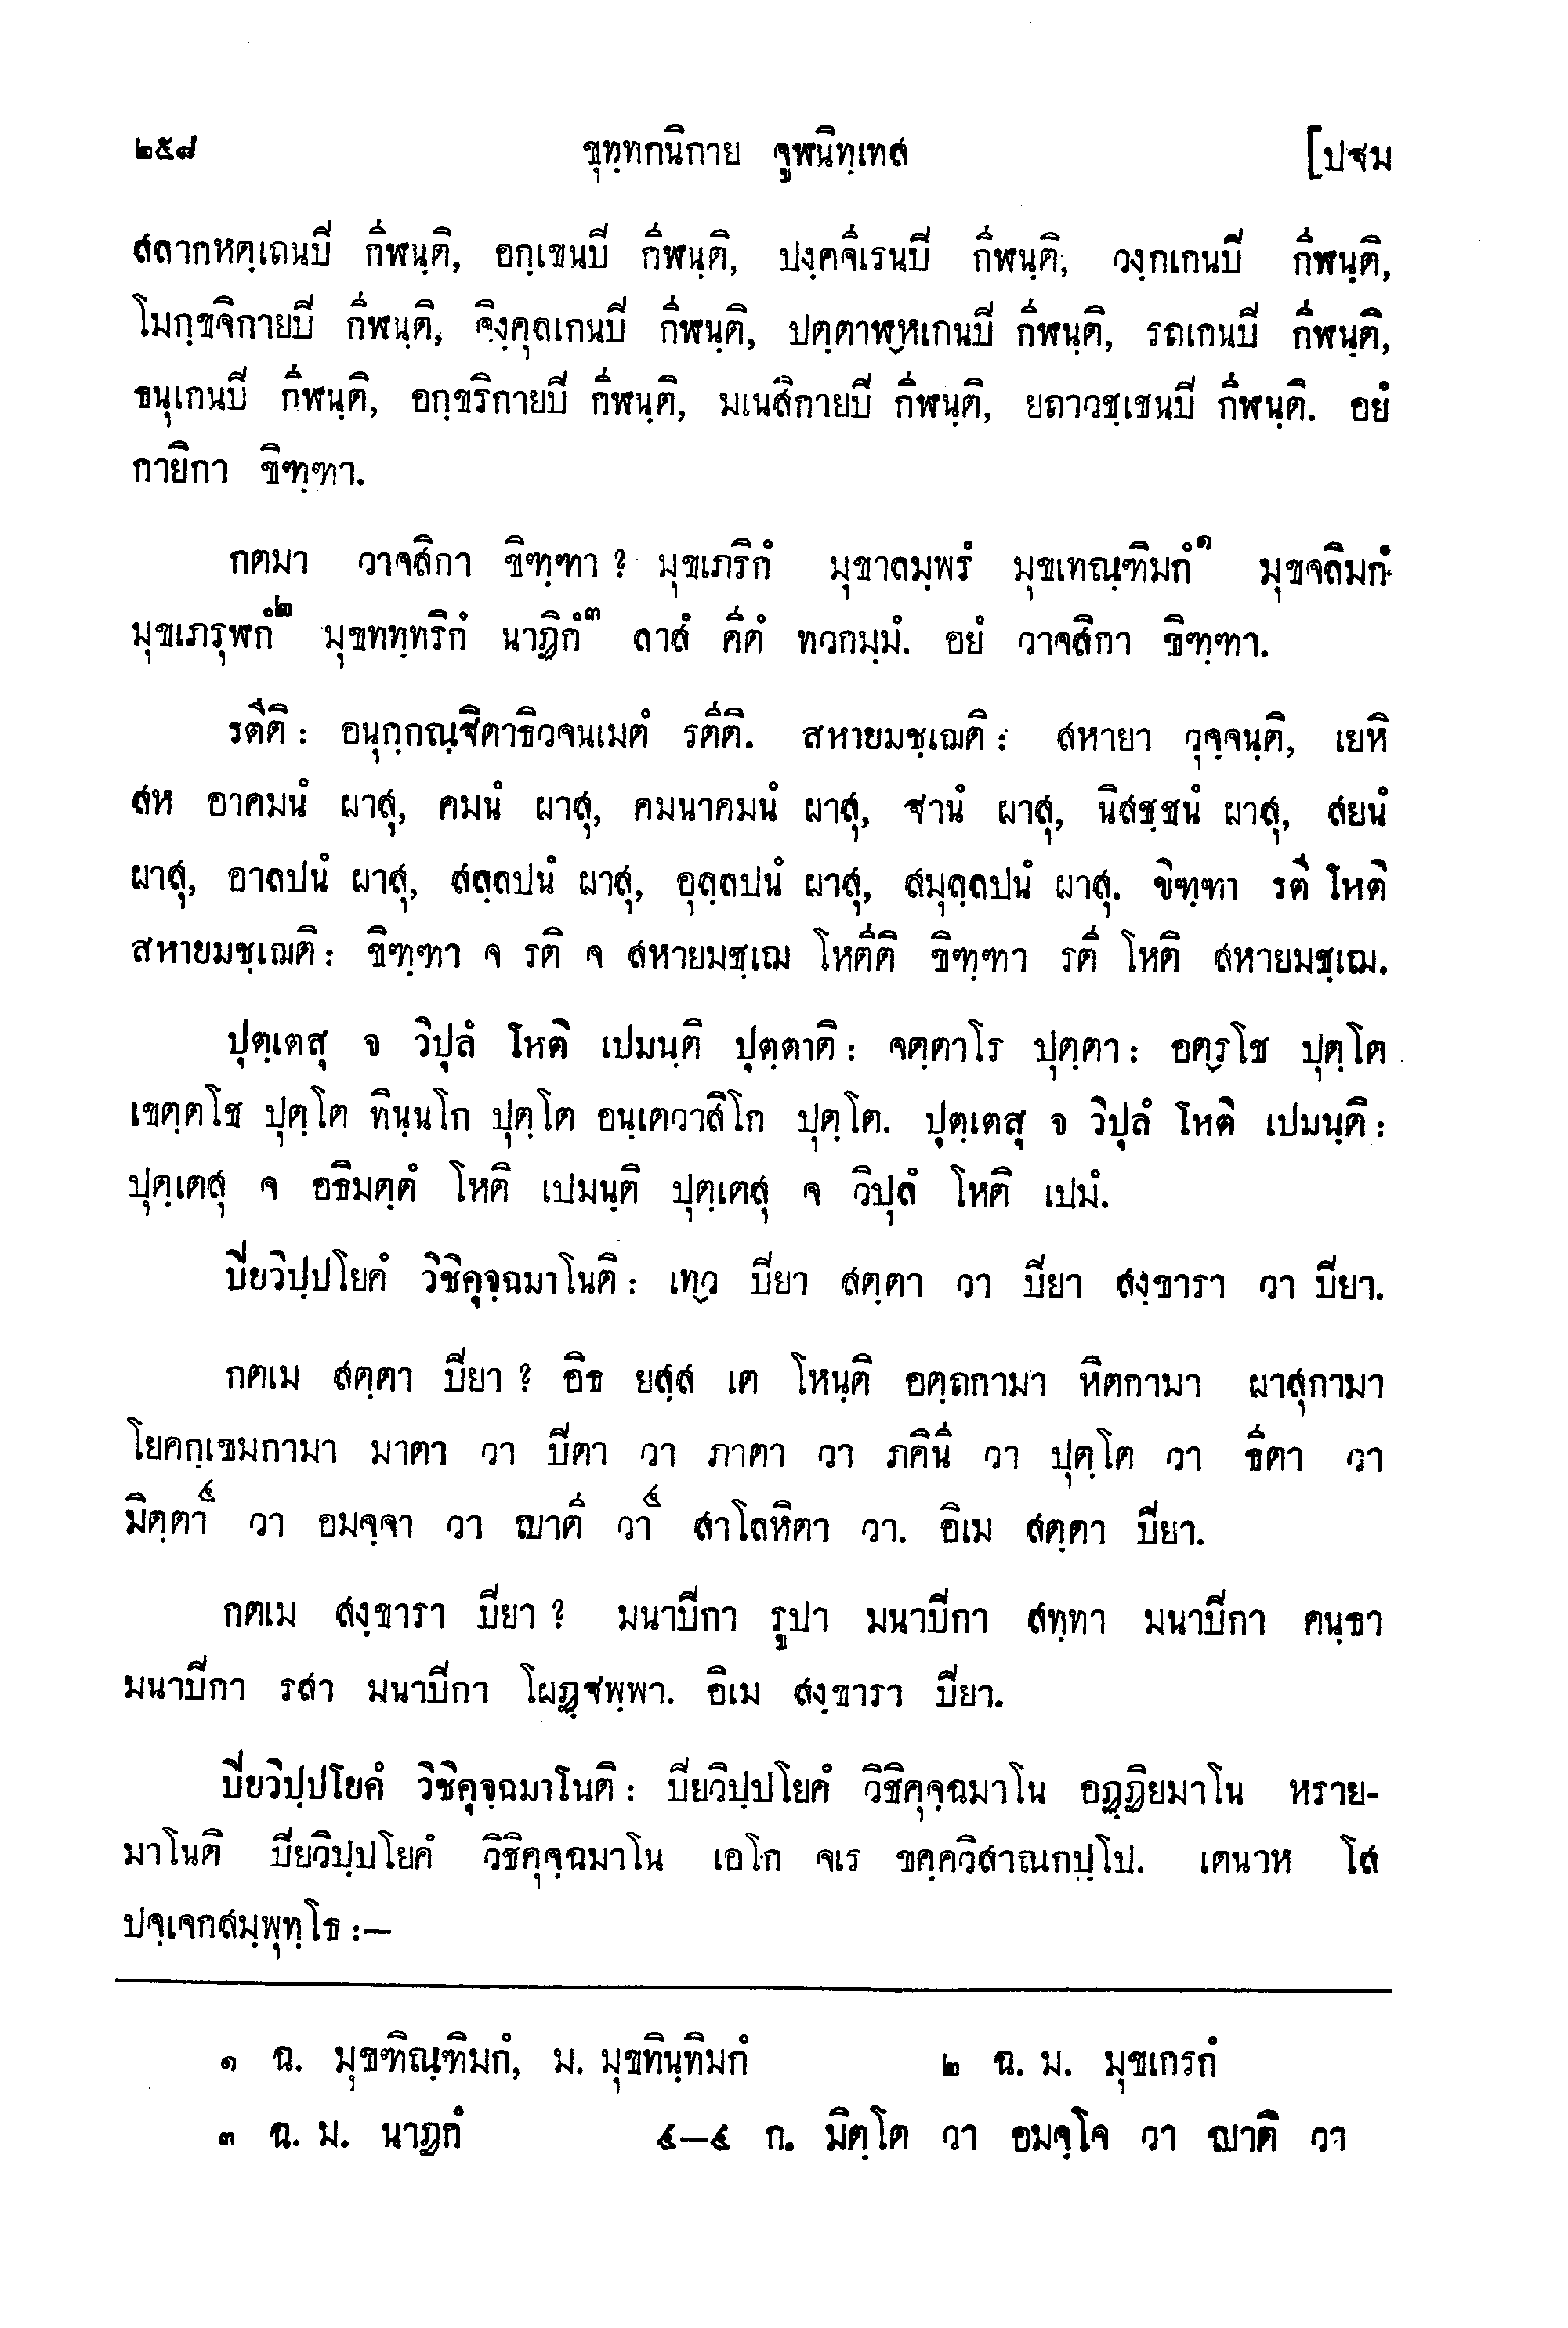 ๒๕๘ ขุทฺทกนิกาย จูฬนิทฺเทส [ปฐม
สลากหตฺเถนปิ กีฬนฺติ, อกฺเขนปิ กีฬนฺติ, ปงฺคจีเรนปิ กีฬนฺติ, วงฺกเกนปิ กีฬนฺติ,
โมกฺขจิกายปิ กีฬนฺติ, จิงฺคุลเกนปิ กีฬนฺติ, ปตฺตาฬฺหเกนปิ กีฬนฺติ, รถเกนปิ กีฬนฺติ,
ธนุเกนปิ กีฬนฺติ, อกฺขริกายปิ กีฬนฺติ, มเนสิกายปิ กีฬนฺติ, ยถาวชฺเชนปิ กีฬนฺติ. อยํ
กายิกา ขิฑฺฑา.
กตมา วาจสิกา ขิฑฺฑา ? มุขเภริกํ มุขาลมฺพรํ มุขเทณฺฑิมกํ๑ มุขจลิมกํ
มุขเภรุฬกํ๒ มุขทฺททริกํ นาฏิกํ๓ ลาสํ คีตํ ทวกมฺมํ. อยํ วาจสิกา ขิฑฺฑา.
รตีติ : อนุกฺกณฺฐิตาธิวจนเมตํ รตีติ. สหายมชฺเฌติ : สหายา วุจฺจนฺติ, เยหิ
สห อาคมนํ ผาสุ, คมนํ ผาสุ, คมนาคมนํ ผาสุ, ฐานํ ผาสุ, นิสชฺชนํ ผาสุ, สยนํ
ผาสุ, อาลปนํ ผาสุ, สลฺลปนํ ผาสุ, อุลฺลปนํ ผาสุ, สมุลฺลปนํ ผาสุ. ขิฑฺฑา รตี โหติ
สหายมชฺเฌติ : ขิฑฺฑา จ รติ จ สหายมชฺเฌ โหตีติ ขิฑฺฑา รตี โหติ สหายมชฺเฌ.
ปุตฺเตสุ จ วิปุลํ โหติ เปมนฺติ ปุตฺตาติ : จตฺตาโร ปุตฺตา : อตฺรโช ปุตฺโต
เขตฺตโช ปุตฺโต ทินฺนโก ปุตฺโต อนฺเตวาสิโก ปุตฺโต. ปุตฺเตสุ จ วิปุลํ โหติ เปมนฺติ :
ปุตฺเตสุ จ อธิมตฺตํ โหติ เปมนฺติ ปุตฺเตสุ จ วิปุลํ โหติ เปมํ.
ปิยวิปฺปโยคํ วิชิคุจฺฉมาโนติ : เทฺว ปิยา สตฺตา วา ปิยา สงฺขารา วา ปิยา.
กตเม สตฺตา ปิยา ? อิธ ยสฺส เต โหนฺติ อตฺถกามา หิตกามา ผาสุกามา
โยคกฺเขมกามา มาตา วา ปิตา วา ภาตา วา ภคินี วา ปุตฺโต วา ธีตา วา
มิตฺตา๔ วา อมจฺจา วา ญาตี วา๔ สาโลหิตา วา. อิเม สตฺตา ปิยา.
กตเม สงฺขารา ปิยา ? มนาปิกา รูปา มนาปิกา สทฺทา มนาปิกา คนฺธา
มนาปิกา รสา มนาปิกา โผฏฺฐพฺพา. อิเม สงฺขารา ปิยา.
ปิยวิปฺปโยคํ วิชิคุจฺฉมาโนติ : ปิยวิปฺปโยคํ วิชิคุจฺฉมาโน อฏฺฏิยมาโน หราย-
มาโนติ ปิยวิปฺปโยคํ วิชิคุจฺฉมาโน เอโก จเร ขคฺควิสาณกปฺโป. เตนาห โส
ปจฺเจกสมฺพุทฺโธ :—
๑ ฉ. มุขฑิณฺฑิมกํ, ม. มุขทินฺทิมกํ ๒ ฉ. ม. มุขเกรกํ
๓ ฉ. ม. นาฏกํ ๔—๔ ก. มิตฺโต วา อมจฺโจ วา ญาติ วา